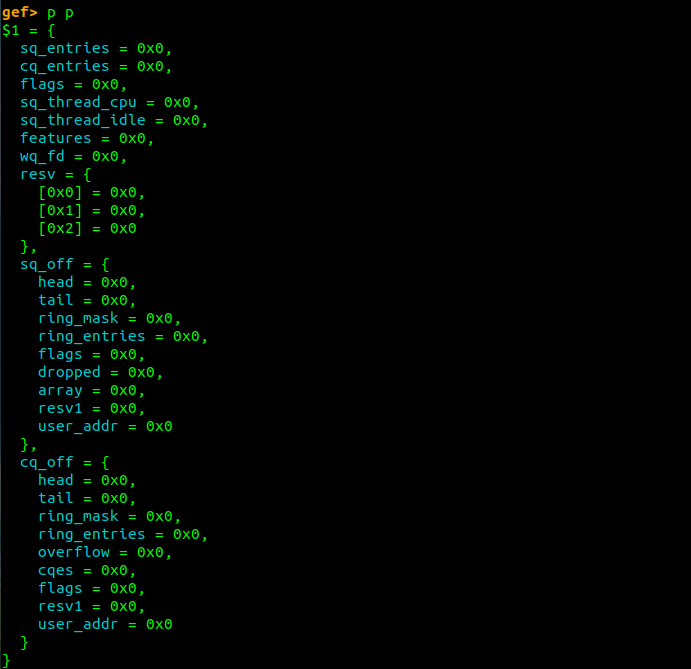 gef> p p
$1 = {
  sq_entries = 0x0,
  cq_entries = 0x0,
  flags = 0x0,
  sq_thread_cpu = 0x0,
  sq_thread_idle = 0x0,
  features = 0x0,
  wq_fd = 0x0,
  resv = {
    [0x0] = 0x0,
    [0x1] = 0x0,
    [0x2] = 0x0
  },
  sq_off = {
    head = 0x0,
    tail = 0x0,
    ring_mask = 0x0,
    ring_entries = 0x0,
    flags = 0x0,
    dropped = 0x0,
    array = 0x0,
    resv1 = 0x0,
    user_addr = 0x0
  },
  cq_off = {
    head = 0x0,
    tail = 0x0,
    ring_mask = 0x0,
    ring_entries = 0x0,
    overflow = 0x0,
    cqes = 0x0,
    flags = 0x0,
    resv1 = 0x0,
    user_addr = 0x0
  }
}